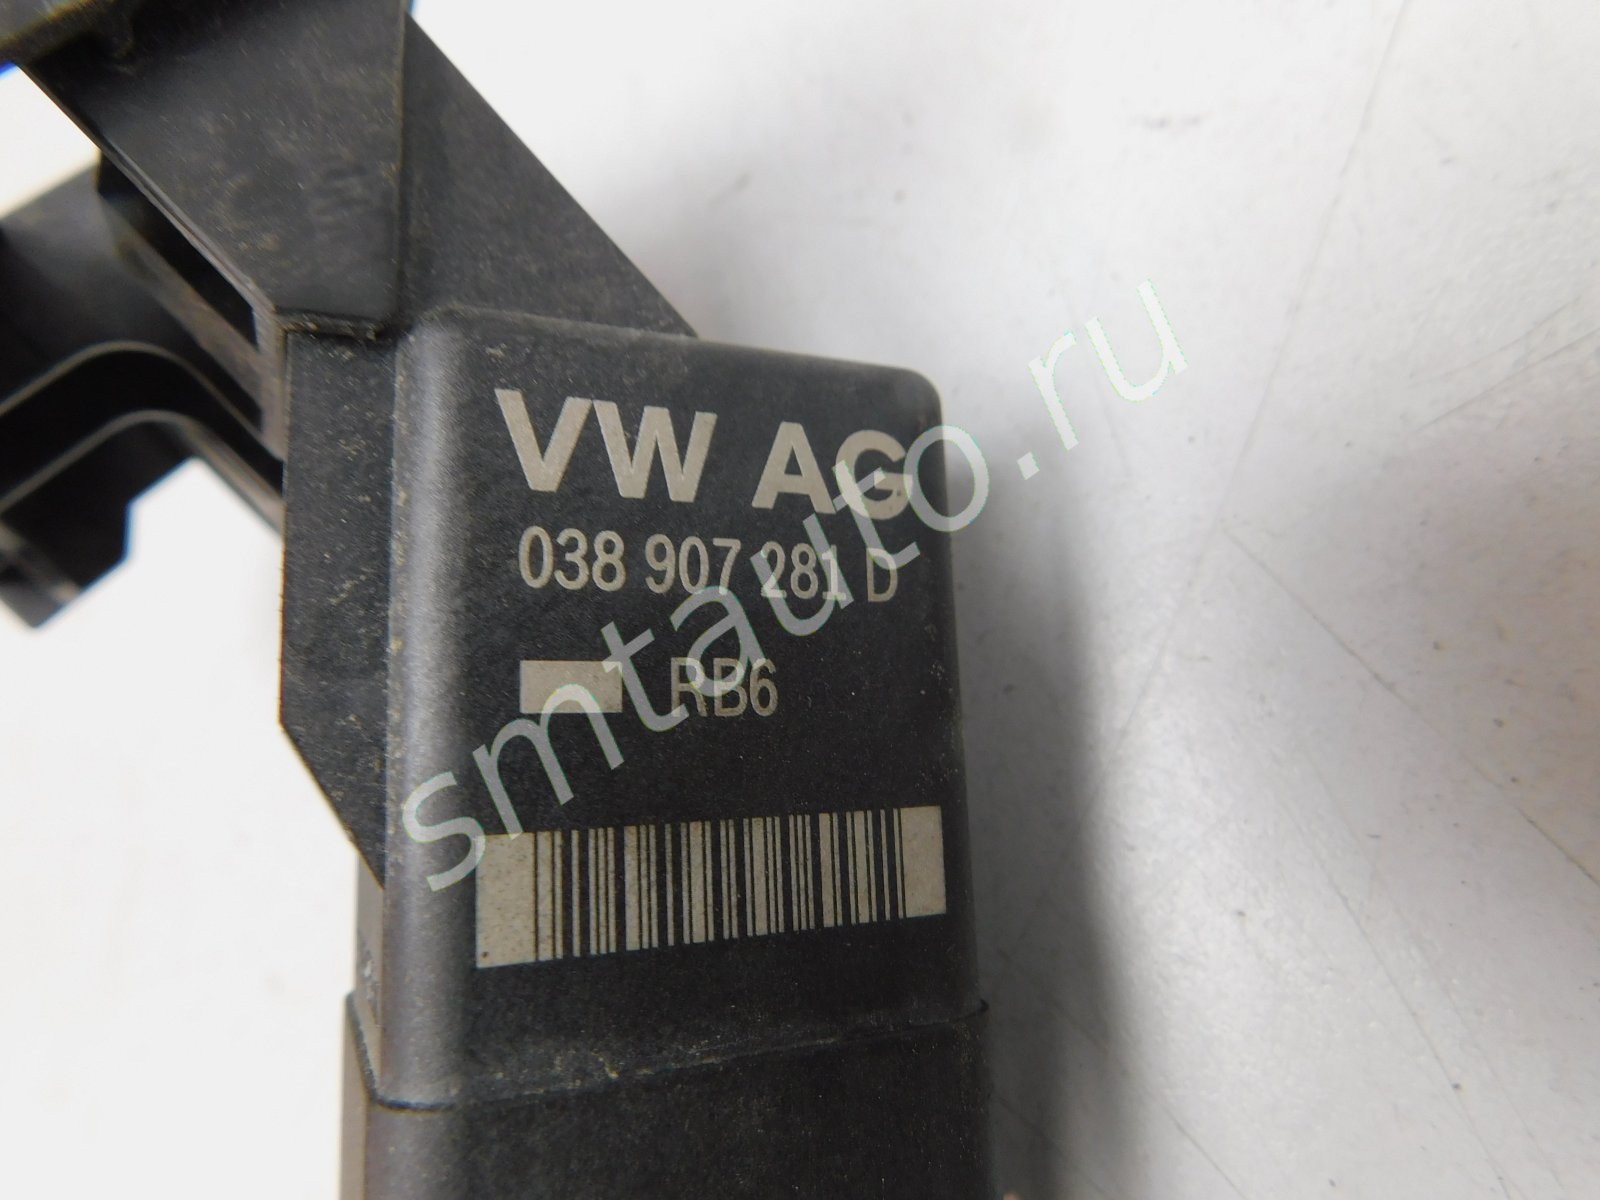 VW AG
038 907 281 D
RB6
smtauto.ru